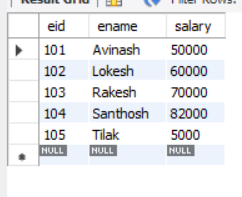 Result Grid Filter Rows:
eid ename salary
101 Avinash 50000
102 Lokesh 60000
103 Rakesh 70000
104 Santhosh 82000
105 Tilak 5000
NULL NULL NULL